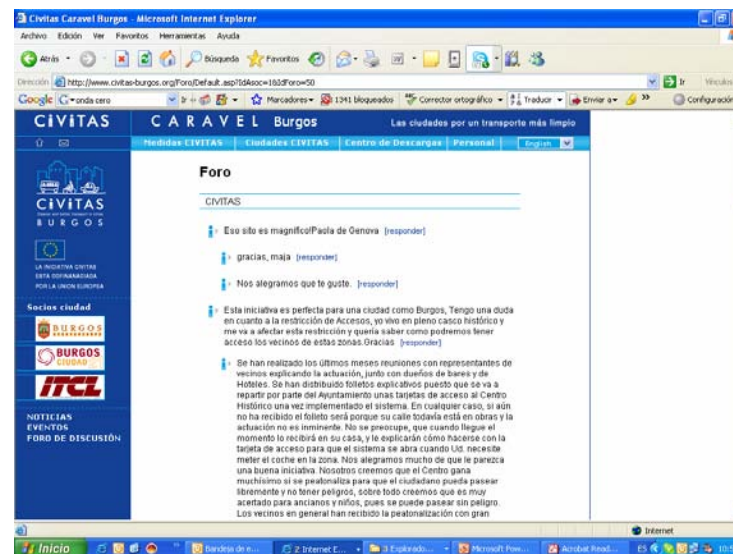 Civitas Caravel Burgos - Microsoft Internet Explorer
Archivo Edición Ver Favoritos Herramientas Ayuda
Atrás Búsqueda Favoritos
Dirección http://www.civitas-burgos.org/Foro/Default.asp?IdAsoc=16&IdForo=50 Ir Vínculos
Google onda cero Ir Marcadores 1341 bloqueados Corrector ortográfico Traducir Enviar a Configuración
CiViTAS CARAVEL Burgos Las ciudades por un transporte más limpio
Medidas CIVITAS Ciudades CIVITAS Centro de Descargas Personal English
Foro
CIVITAS
CiViTAS
BURGOS
LA INICIATIVA CIVITAS
ESTA COFINANCIADA
POR LA UNION EUROPEA
Socios ciudad
BURGOS
BURGOS
CIUDAD
ITCL
NOTICIAS
EVENTOS
FORO DE DISCUSIÓN
Eso sito es magnifico!Paola de Genova [responder]
gracias, maja [responder]
Nos alegramos que te guste. [responder]
Esta iniciativa es perfecta para una ciudad como Burgos, Tengo una duda
en cuanto a la restricción de Accesos, yo vivo en pleno casco histórico y
me va a afectar esta restricción y queria saber como podremos tener
acceso los vecinos de estas zonas.Gracias [responder]
Se han realizado los últimos meses reuniones con representantes de
vecinos explicando la actuación, junto con dueños de bares y de
Hoteles. Se han distribuido folletos explicativos puesto que se va a
repartir por parte del Ayuntamiento unas tarjetas de acceso al Centro
Histórico una vez implementado el sistema. En cualquier caso, si aún
no ha recibido el folleto será porque su calle todavía está en obras y la
actuación no es inminente. No se preocupe, que cuando llegue el
momento lo recibirá en su casa, y le explicarán cómo hacerse con la
tarjeta de acceso para que el sistema se abra cuando Ud. necesite
meter el coche en la zona. Nos alegramos mucho de que le parezca
una buena iniciativa. Nosotros creemos que el Centro gana
muchísimo si se peatonaliza para que el ciudadano pueda pasear
libremente y no tener peligros, sobre todo creemos que es muy
acertado para ancianos y niños, pues se puede pasear sin peligro.
Los vecinos en general han recibido la peatonalización con gran
Internet
Inicio Bandeja de e... 2 Internet E... 3 Explorado... Microsoft Pow... Acrobat Read... ES